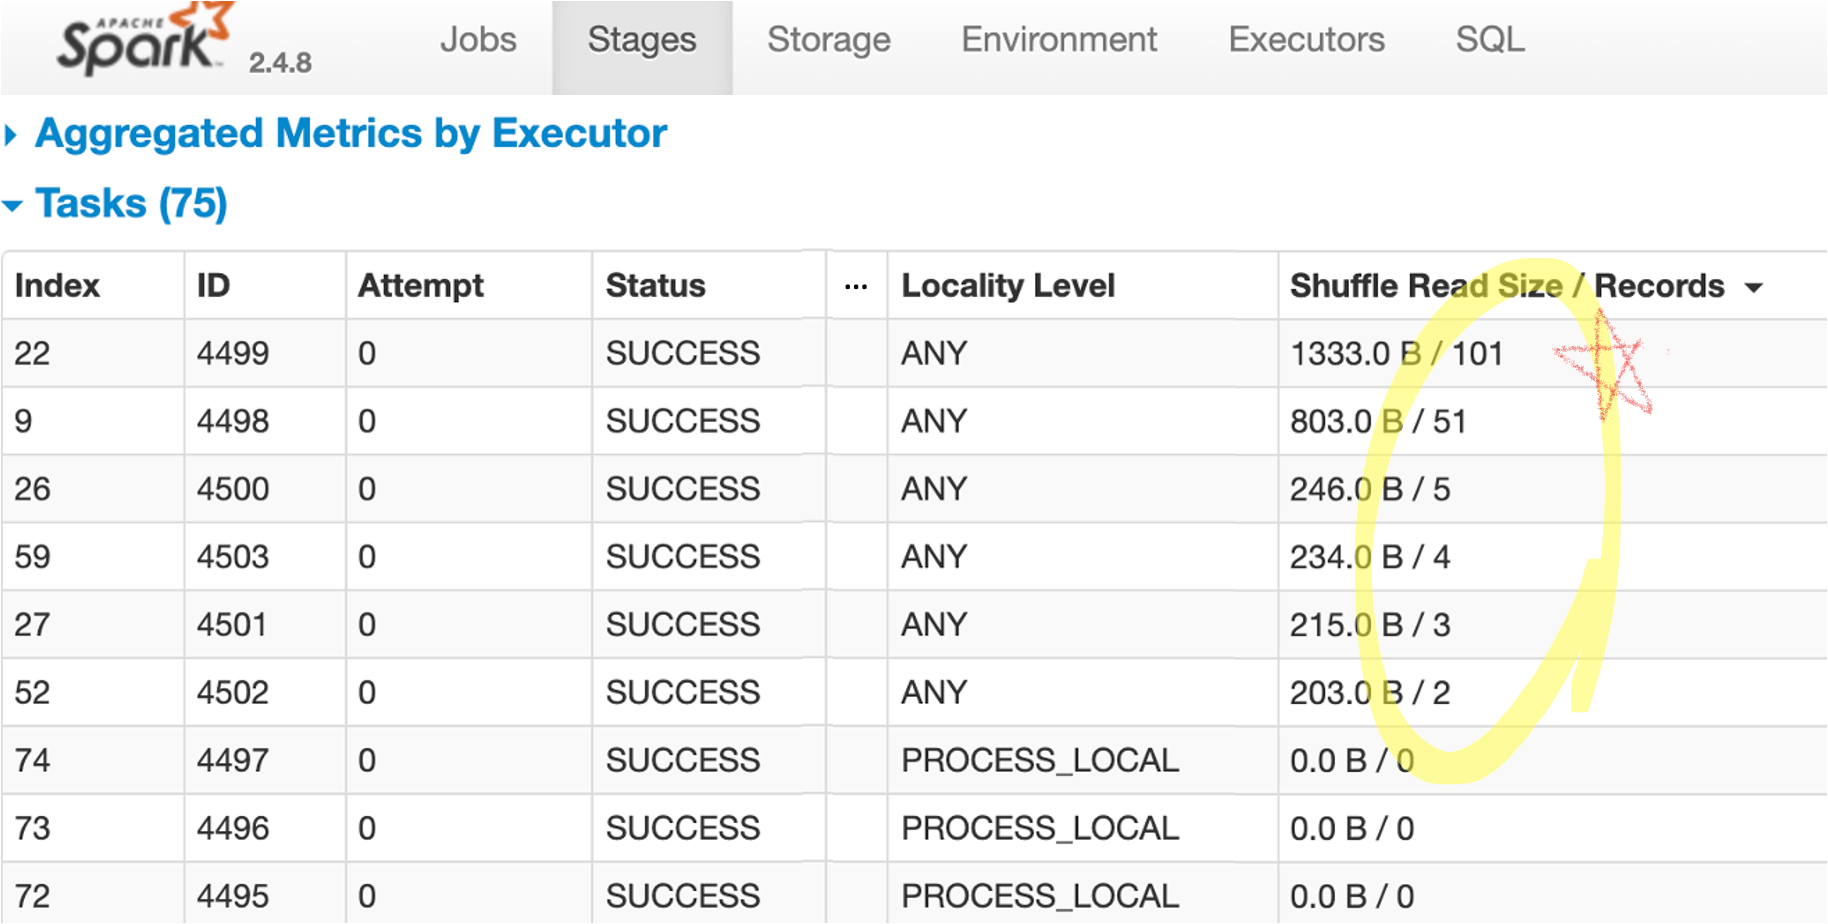 APACHE
Spark 2.4.8 Jobs Stages Storage Environment Executors SQL
Aggregated Metrics by Executor
Tasks (75)
Index ID Attempt Status ... Locality Level Shuffle Read Size / Records
22 4499 0 SUCCESS ANY 1333.0 B / 101
9 4498 0 SUCCESS ANY 803.0 B / 51
26 4500 0 SUCCESS ANY 246.0 B / 5
59 4503 0 SUCCESS ANY 234.0 B / 4
27 4501 0 SUCCESS ANY 215.0 B / 3
52 4502 0 SUCCESS ANY 203.0 B / 2
74 4497 0 SUCCESS PROCESS_LOCAL 0.0 B / 0
73 4496 0 SUCCESS PROCESS_LOCAL 0.0 B / 0
72 4495 0 SUCCESS PROCESS_LOCAL 0.0 B / 0